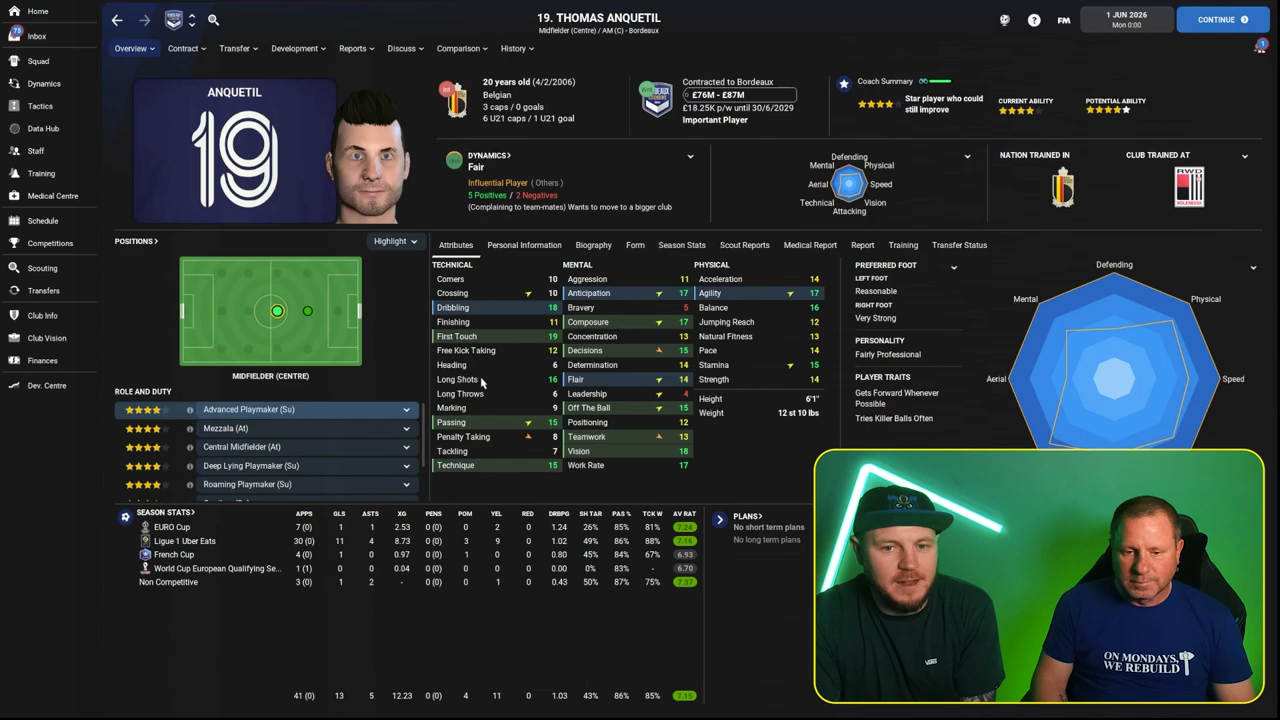 Home
75
Inbox
Squad
Dynamics
Tactics
Data Hub
Staff
Training
Medical Centre
Schedule
Competitions
Scouting
Transfers
Club Info
Club Vision
Finances
Dev. Centre
19. THOMAS ANQUETIL
Midfielder (Centre) / AM (C) - Bordeaux
FM
1 JUN 2026
Mon 0:00
CONTINUE
1
Overview
Contract
Transfer
Development
Reports
Discuss
Comparison
History
ANQUETIL
19
Int
20 years old (4/2/2006)
Belgian
3 caps / 0 goals
6 U21 caps / 1 U21 goal
Wnt
Contracted to Bordeaux
£76M - £87M
£18.25K p/w until 30/6/2029
Important Player
Coach Summary
Star player who could
still improve
CURRENT ABILITY
POTENTIAL ABILITY
DYNAMICS>
Fair
Influential Player ( Others )
5 Positives / 2 Negatives
(Complaining to team-mates) Wants to move to a bigger club
Defending
Mental Physical
Aerial Speed
Technical Vision
Attacking
NATION TRAINED IN
CLUB TRAINED AT
POSITIONS>
Highlight
MIDFIELDER (CENTRE)
ROLE AND DUTY
Advanced Playmaker (Su)
Mezzala (At)
Central Midfielder (At)
Deep Lying Playmaker (Su)
Roaming Playmaker (Su)
Attributes
Personal Information
Biography
Form
Season Stats
Scout Reports
Medical Report
Report
Training
Transfer Status
TECHNICAL
Corners 10
Crossing 10
Dribbling 18
Finishing 11
First Touch 19
Free Kick Taking 12
Heading 6
Long Shots 16
Long Throws 6
Marking 9
Passing 15
Penalty Taking 8
Tackling 7
Technique 15
MENTAL
Aggression 11
Anticipation 17
Bravery 5
Composure 17
Concentration 13
Decisions 15
Determination 14
Flair 14
Leadership 4
Off The Ball 15
Positioning 12
Teamwork 13
Vision 18
Work Rate 17
PHYSICAL
Acceleration 14
Agility 17
Balance 16
Jumping Reach 12
Natural Fitness 13
Pace 14
Stamina 15
Strength 14
Height 6'1"
Weight 12 st 10 lbs
PREFERRED FOOT
LEFT FOOT
Reasonable
RIGHT FOOT
Very Strong
PERSONALITY
Fairly Professional
PLAYER TRAITS
Gets Forward Whenever
Possible
Tries Killer Balls Often
Defending
Mental
Physical
Aerial
Speed
SEASON STATS>
APPS GLS ASTS XG PENS POM YEL RED DRBPG SH TAR PAS % TCK W AV RAT
EURO Cup 7 (0) 1 1 2.53 0 (0) 0 2 0 1.24 26% 85% 81% 7.24
Ligue 1 Uber Eats 30 (0) 11 4 8.73 0 (0) 3 9 0 1.02 49% 86% 88% 7.16
French Cup 4 (0) 1 0 0.97 0 (0) 1 0 0 0.80 45% 84% 67% 6.93
World Cup European Qualifying Se... 1 (1) 0 0 0.04 0 (0) 0 0 0 0.00 0% 83% - 6.70
Non Competitive 3 (0) 1 2 - 0 (0) 0 1 0 0.43 50% 87% 75% 7.37
41 (0) 13 5 12.23 0 (0) 4 11 0 1.03 43% 86% 85% 7.15
PLANS>
No short term plans
No long term plans
ON MONDAYS,
WE REBUILD